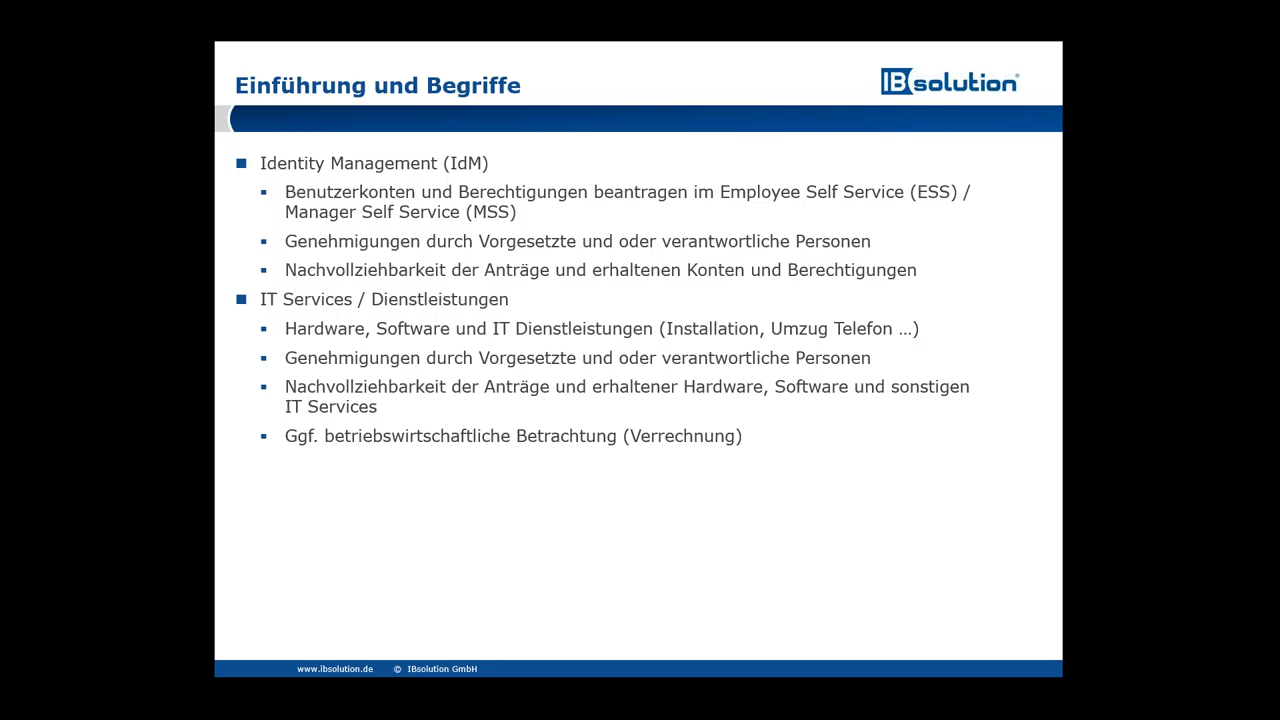 Einführung und Begriffe
IBsolution®
Identity Management (IdM)
Benutzerkonten und Berechtigungen beantragen im Employee Self Service (ESS) /
Manager Self Service (MSS)
Genehmigungen durch Vorgesetzte und oder verantwortliche Personen
Nachvollziehbarkeit der Anträge und erhaltenen Konten und Berechtigungen
IT Services / Dienstleistungen
Hardware, Software und IT Dienstleistungen (Installation, Umzug Telefon …)
Genehmigungen durch Vorgesetzte und oder verantwortliche Personen
Nachvollziehbarkeit der Anträge und erhaltener Hardware, Software und sonstigen
IT Services
Ggf. betriebswirtschaftliche Betrachtung (Verrechnung)
www.ibsolution.de © IBsolution GmbH